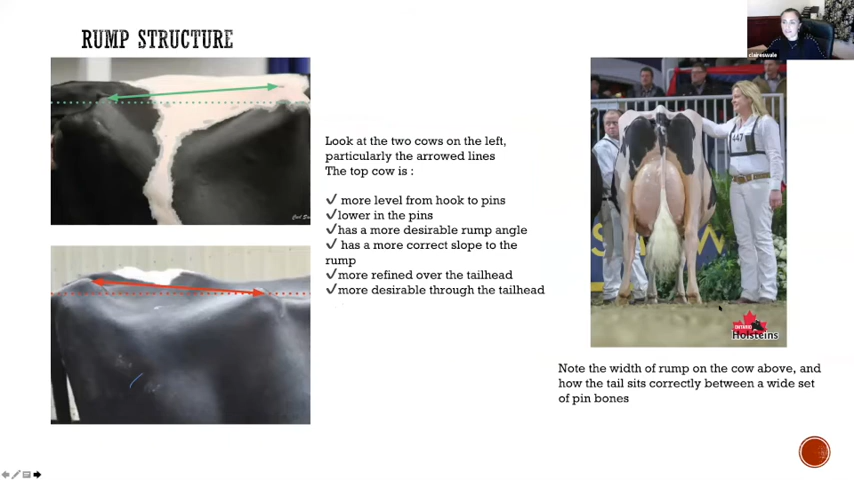 RUMP STRUCTURE
claireswale
Look at the two cows on the left,
particularly the arrowed lines
The top cow is :
✓ more level from hook to pins
✓lower in the pins
✓has a more desirable rump angle
✓ has a more correct slope to the
rump
✓more refined over the tailhead
✓more desirable through the tailhead
447
ONTARIO
Holsteins
Note the width of rump on the cow above, and
how the tail sits correctly between a wide set
of pin bones